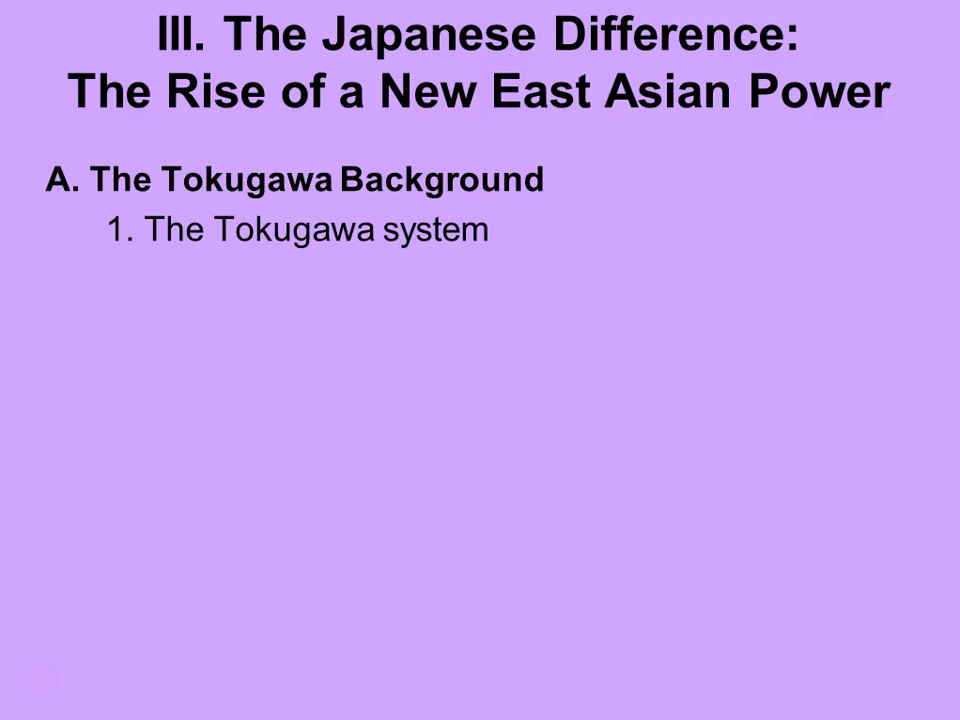 III. The Japanese Difference:
The Rise of a New East Asian Power
A. The Tokugawa Background
1. The Tokugawa system